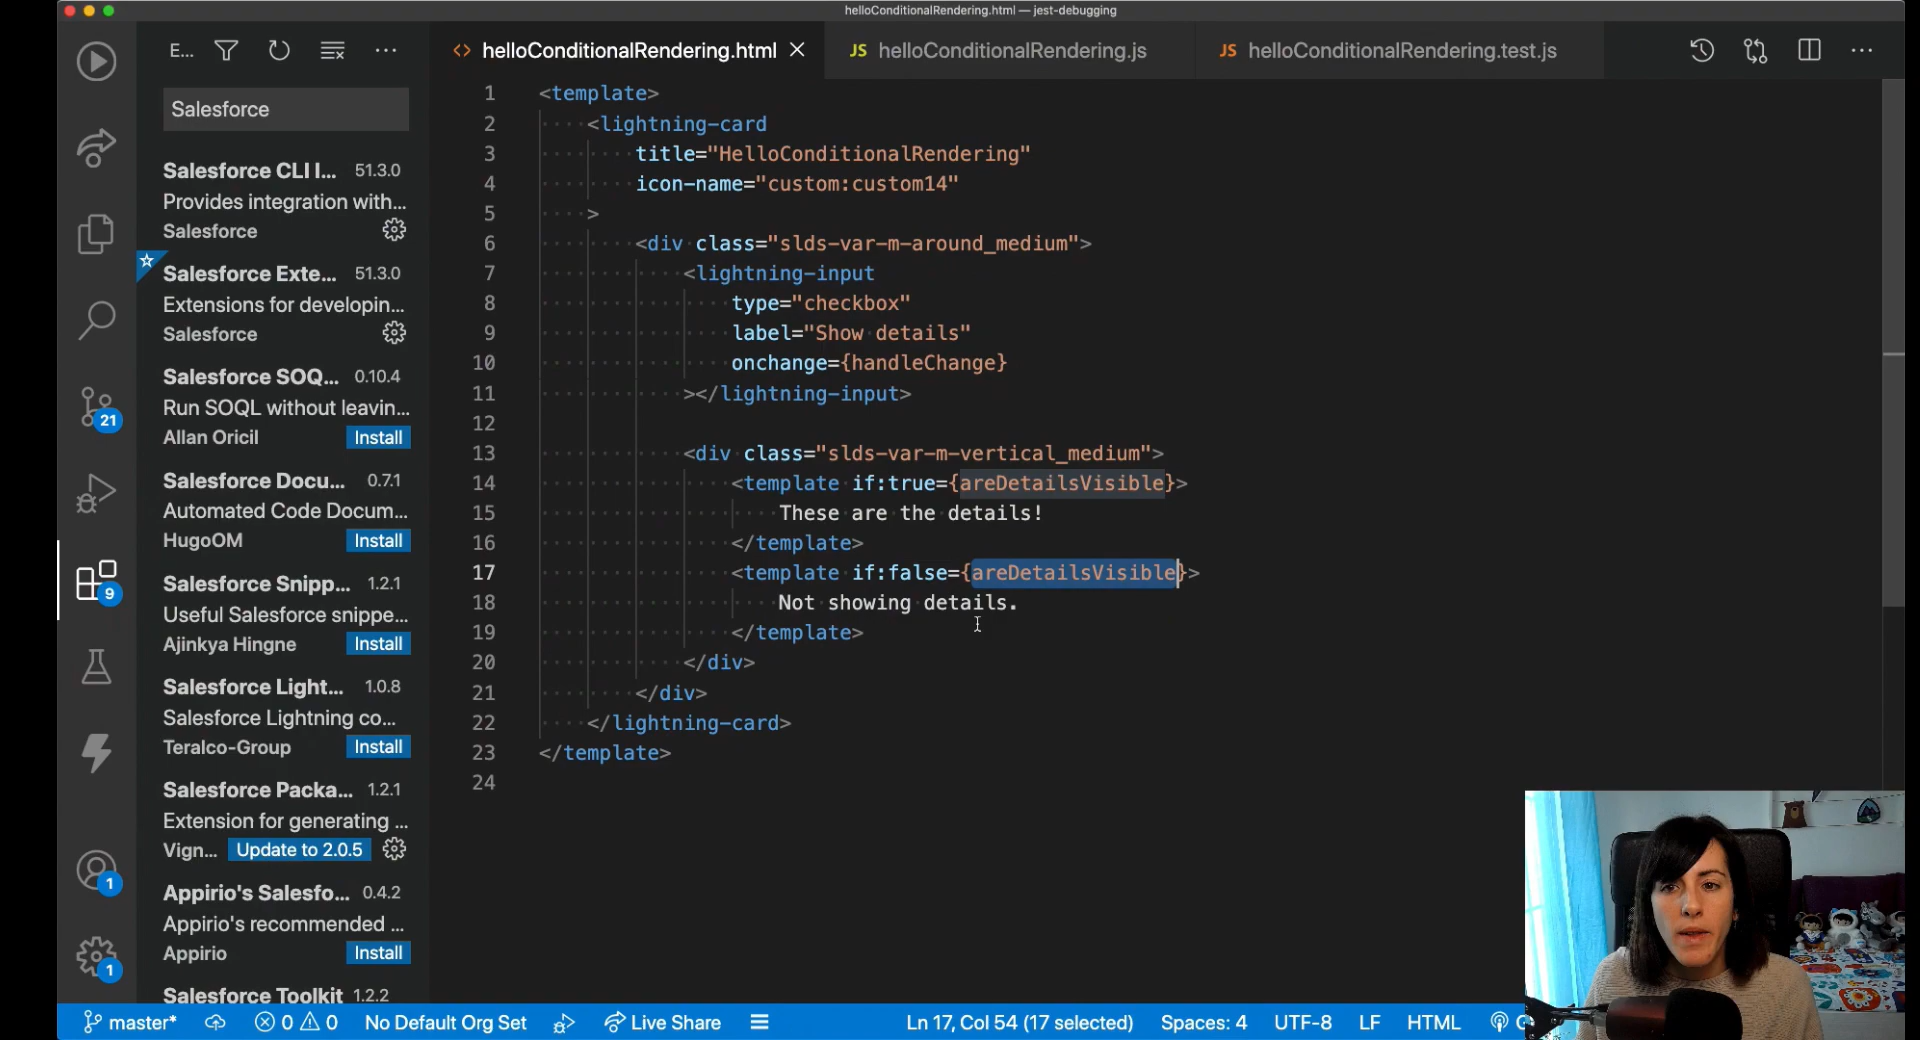 helloConditionalRendering.html — jest-debugging
E...
helloConditionalRendering.html
JS helloConditionalRendering.js
JS helloConditionalRendering.test.js
Salesforce
Salesforce CLI I... 51.3.0
Provides integration with...
Salesforce
Salesforce Exte... 51.3.0
Extensions for developin...
Salesforce
Salesforce SOQ... 0.10.4
Run SOQL without leavin...
Allan Oricil Install
Salesforce Docu... 0.7.1
Automated Code Docum...
HugoOM Install
Salesforce Snipp... 1.2.1
Useful Salesforce snippe...
Ajinkya Hingne Install
Salesforce Light... 1.0.8
Salesforce Lightning co...
Teralco-Group Install
Salesforce Packa... 1.2.1
Extension for generating ...
Vign... Update to 2.0.5
Appirio's Salesfo... 0.4.2
Appirio's recommended ...
Appirio Install
Salesforce Toolkit 1.2.2
21
9
1
1
1 <template>
2 <lightning-card
3 title="HelloConditionalRendering"
4 icon-name="custom:custom14"
5 >
6 <div class="slds-var-m-around_medium">
7 <lightning-input
8 type="checkbox"
9 label="Show details"
10 onchange={handleChange}
11 ></lightning-input>
12
13 <div class="slds-var-m-vertical_medium">
14 <template if:true={areDetailsVisible}>
15 These are the details!
16 </template>
17 <template if:false={areDetailsVisible}>
18 Not showing details.
19 </template>
20 </div>
21 </div>
22 </lightning-card>
23 </template>
24
master* 0 0 No Default Org Set Live Share Ln 17, Col 54 (17 selected) Spaces: 4 UTF-8 LF HTML